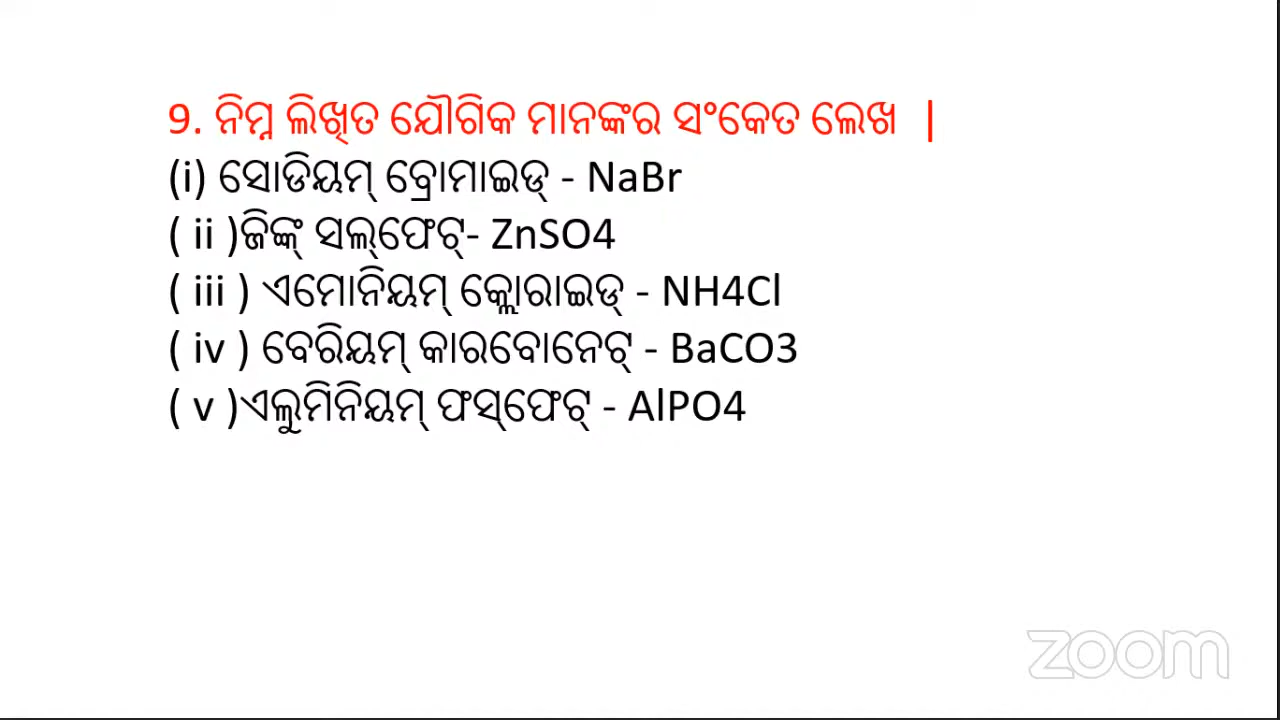 9. ନିମ୍ନ ଲିଖିତ ଯୌଗିକ ମାନଙ୍କର ସଂକେତ ଲେଖ |
(i) ସୋଡିୟମ୍ ବ୍ରୋମାଇଡ୍ - NaBr
( ii )ଜିଙ୍କ୍ ସଲ୍‌ଫେଟ୍- ZnSO4
( iii ) ଏମୋନିୟମ୍ କ୍ଲୋରାଇଡ୍ - NH4Cl
( iv ) ବେରିୟମ୍ କାରବୋନେଟ୍ - BaCO3
( v )ଏଲୁମିନିୟମ୍ ଫସ୍‌ଫେଟ୍ - AlPO4
zoom